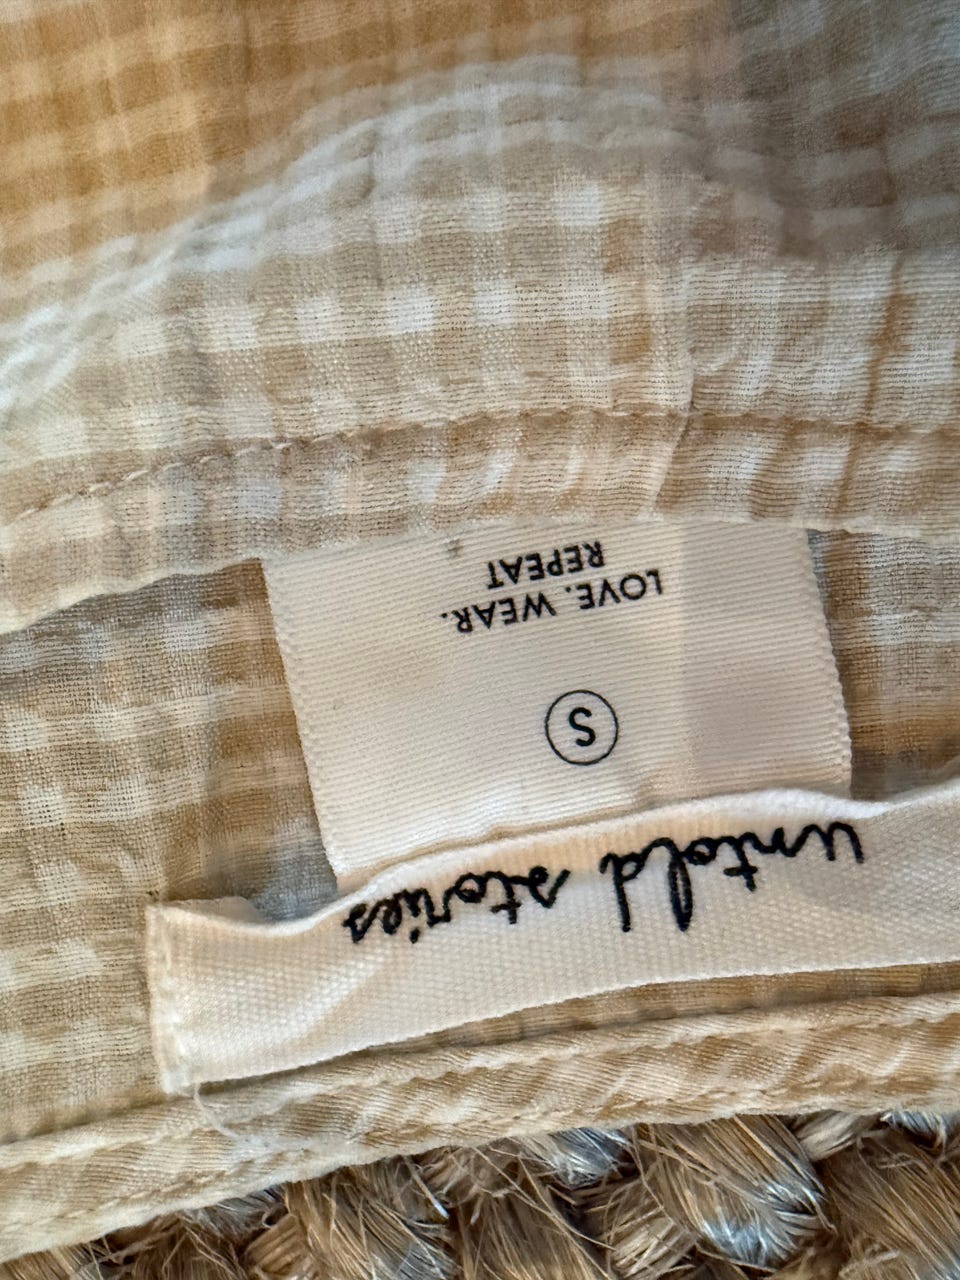 untold stories
S
LOVE. WEAR.
REPEAT